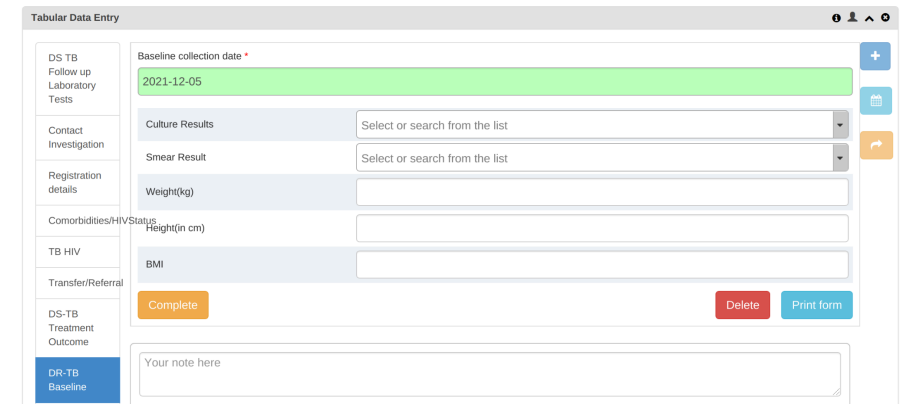 Tabular Data Entry
DS TB
Follow up
Laboratory
Tests
Contact
Investigation
Registration
details
Comorbidities/HIVStatus
TB HIV
Transfer/Referral
DS-TB
Treatment
Outcome
DR-TB
Baseline
Baseline collection date *
2021-12-05
Culture Results
Select or search from the list
Smear Result
Select or search from the list
Weight(kg)
Height(in cm)
BMI
Complete
Delete
Print form
Your note here